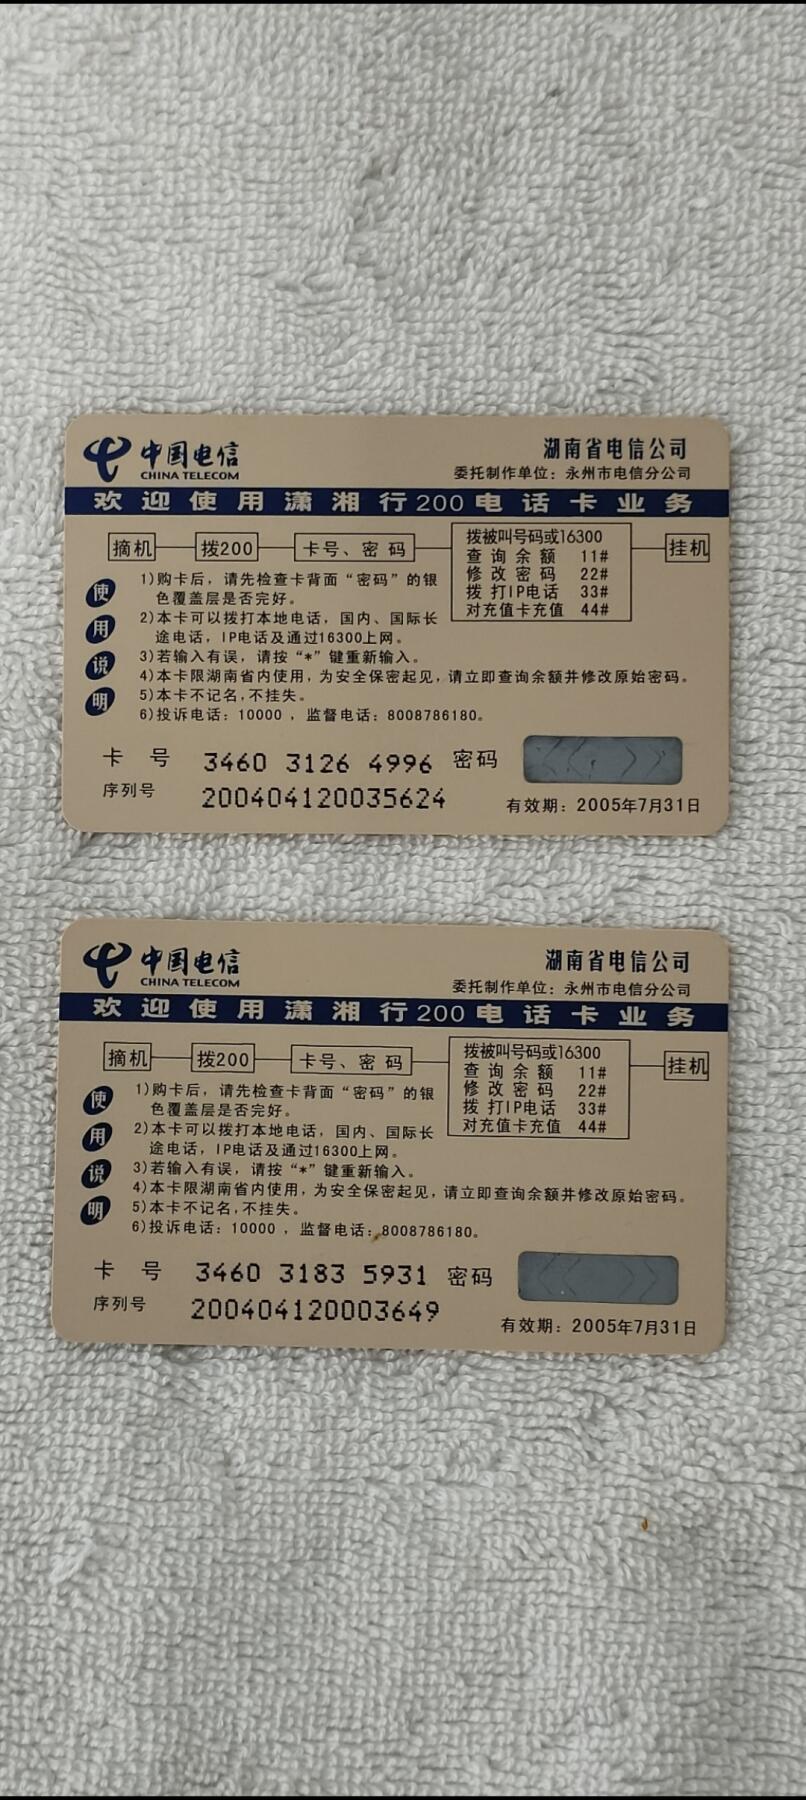 中国电信
CHINA TELECOM
湖南省电信公司
委托制作单位：永州市电信分公司
欢迎使用潇湘行200电话卡业务
摘机
拨200
卡号、密码
拨被叫号码或16300
查询余额 11#
修改密码 22#
拨打IP电话 33#
对充值卡充值 44#
挂机
使用说明
1)购卡后，请先检查卡背面“密码”的银
色覆盖层是否完好。
2)本卡可以拨打本地电话，国内、国际长
途电话，IP电话及通过16300上网。
3)若输入有误，请按“*”键重新输入。
4)本卡限湖南省内使用，为安全保密起见，请立即查询余额并修改原始密码。
5)本卡不记名，不挂失。
6)投诉电话：10000，监督电话：8008786180。
卡号 3460 3126 4996 密码
序列号 200404120035624
有效期：2005年7月31日
中国电信
CHINA TELECOM
湖南省电信公司
委托制作单位：永州市电信分公司
欢迎使用潇湘行200电话卡业务
摘机
拨200
卡号、密码
拨被叫号码或16300
查询余额 11#
修改密码 22#
拨打IP电话 33#
对充值卡充值 44#
挂机
使用说明
1)购卡后，请先检查卡背面“密码”的银
色覆盖层是否完好。
2)本卡可以拨打本地电话，国内、国际长
途电话，IP电话及通过16300上网。
3)若输入有误，请按“*”键重新输入。
4)本卡限湖南省内使用，为安全保密起见，请立即查询余额并修改原始密码。
5)本卡不记名，不挂失。
6)投诉电话：10000，监督电话：8008786180。
卡号 3460 3183 5931 密码
序列号 200404120003649
有效期：2005年7月31日